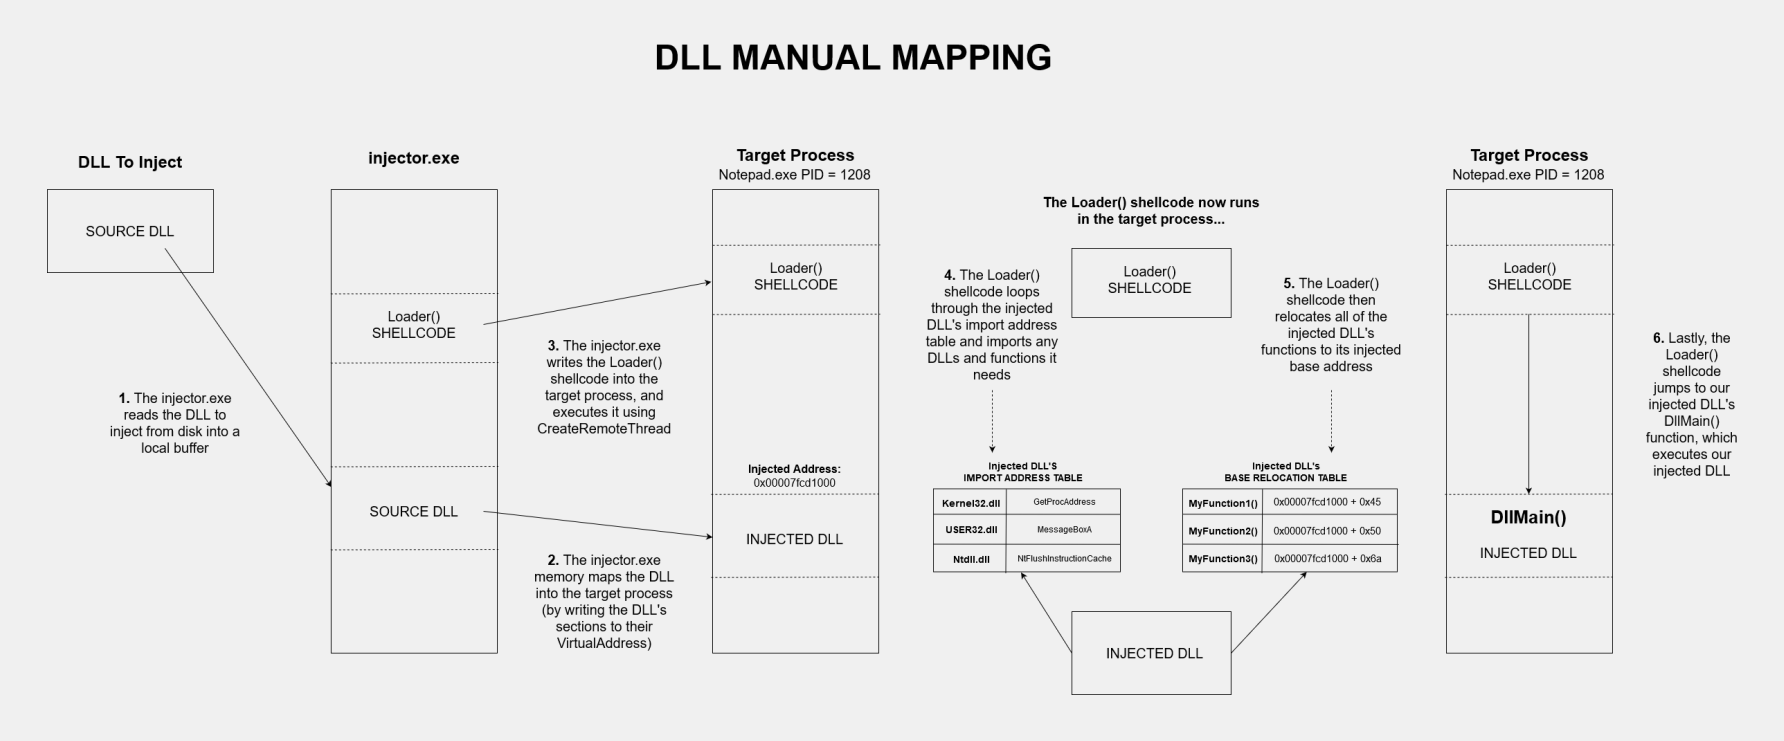 DLL MANUAL MAPPING
DLL To Inject
SOURCE DLL
1. The injector.exe
reads the DLL to
inject from disk into a
local buffer
injector.exe
Loader()
SHELLCODE
SOURCE DLL
3. The injector.exe
writes the Loader()
shellcode into the
target process, and
executes it using
CreateRemoteThread
2. The injector.exe
memory maps the DLL
into the target process
(by writing the DLL's
sections to their
VirtualAddress)
Target Process
Notepad.exe PID = 1208
Loader()
SHELLCODE
Injected Address:
0x00007fcd1000
INJECTED DLL
The Loader() shellcode now runs
in the target process...
Loader()
SHELLCODE
4. The Loader()
shellcode loops
through the injected
DLL's import address
table and imports any
DLLs and functions it
needs
5. The Loader()
shellcode then
relocates all of the
injected DLL's
functions to its injected
base address
Injected DLL'S
IMPORT ADDRESS TABLE
Kernel32.dll GetProcAddress
USER32.dll MessageBoxA
Ntdll.dll NtFlushInstructionCache
Injected DLL's
BASE RELOCATION TABLE
MyFunction1() 0x00007fcd1000 + 0x45
MyFunction2() 0x00007fcd1000 + 0x50
MyFunction3() 0x00007fcd1000 + 0x6a
INJECTED DLL
Target Process
Notepad.exe PID = 1208
Loader()
SHELLCODE
DllMain()
INJECTED DLL
6. Lastly, the
Loader()
shellcode
jumps to our
injected DLL's
DllMain()
function, which
executes our
injected DLL